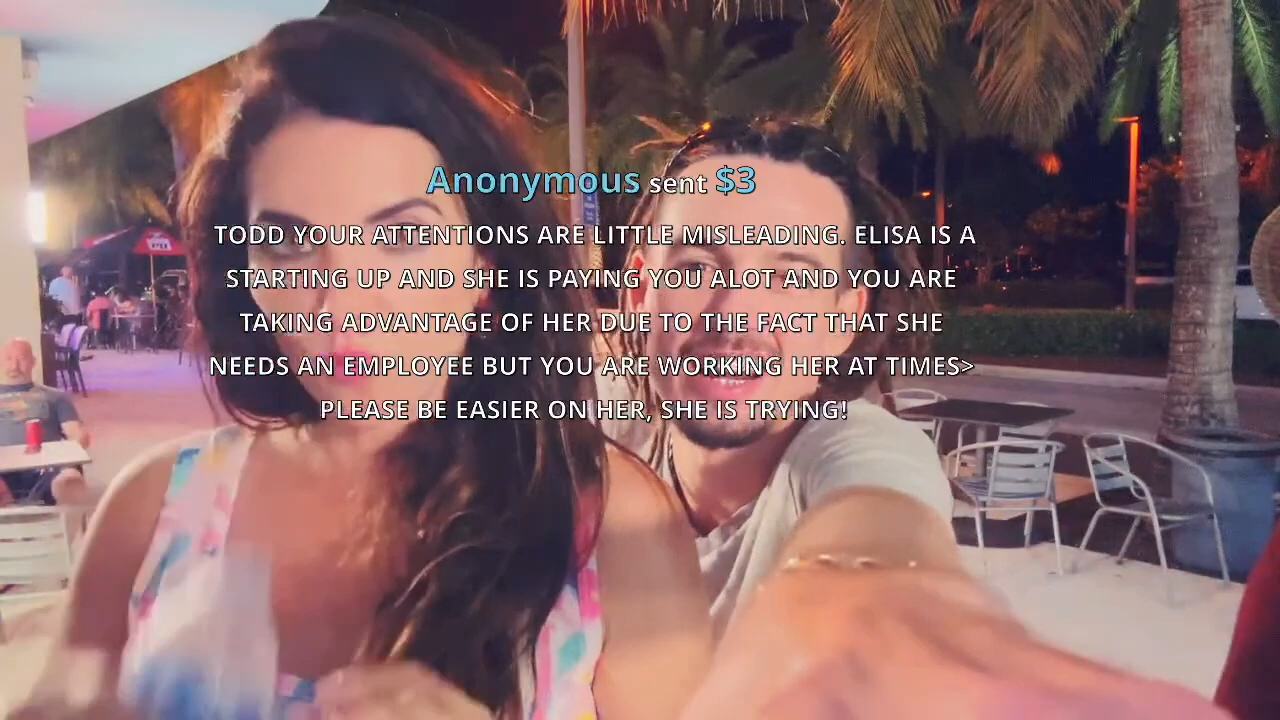 Anonymous sent $3
TODD YOUR ATTENTIONS ARE LITTLE MISLEADING. ELISA IS A
STARTING UP AND SHE IS PAYING YOU ALOT AND YOU ARE
TAKING ADVANTAGE OF HER DUE TO THE FACT THAT SHE
NEEDS AN EMPLOYEE BUT YOU ARE WORKING HER AT TIMES>
PLEASE BE EASIER ON HER, SHE IS TRYING!